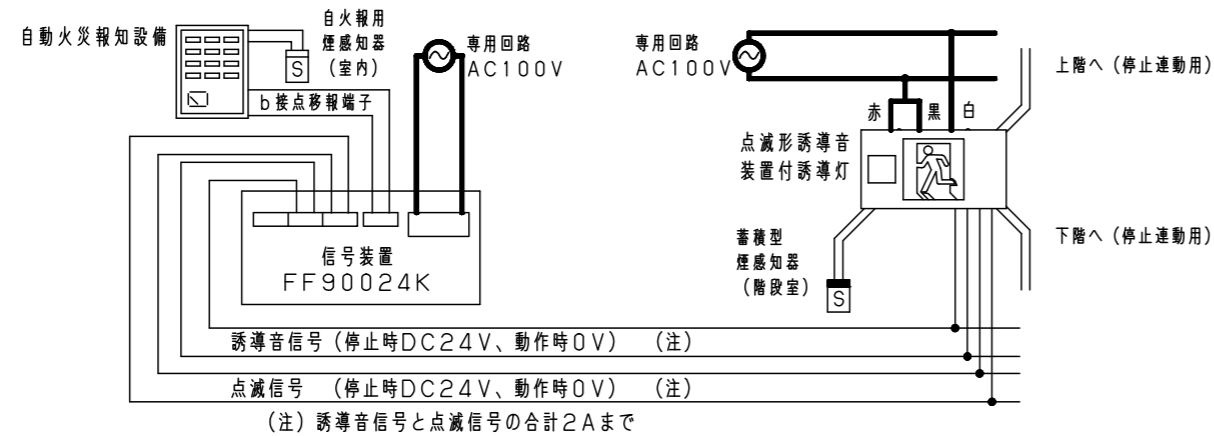 自動火災報知設備
自火報用
煙感知器
（室内）
S
b接点移報端子
専用回路
AC100V
信号装置
FF90024K
専用回路
AC100V
赤
黒
白
点滅形誘導音
装置付誘導灯
上階へ（停止連動用）
下階へ（停止連動用）
蓄積型
煙感知器
（階段室）
S
誘導音信号（停止時DC24V、動作時0V）　（注）
点滅信号　（停止時DC24V、動作時0V）　（注）
（注）誘導音信号と点滅信号の合計2Aまで